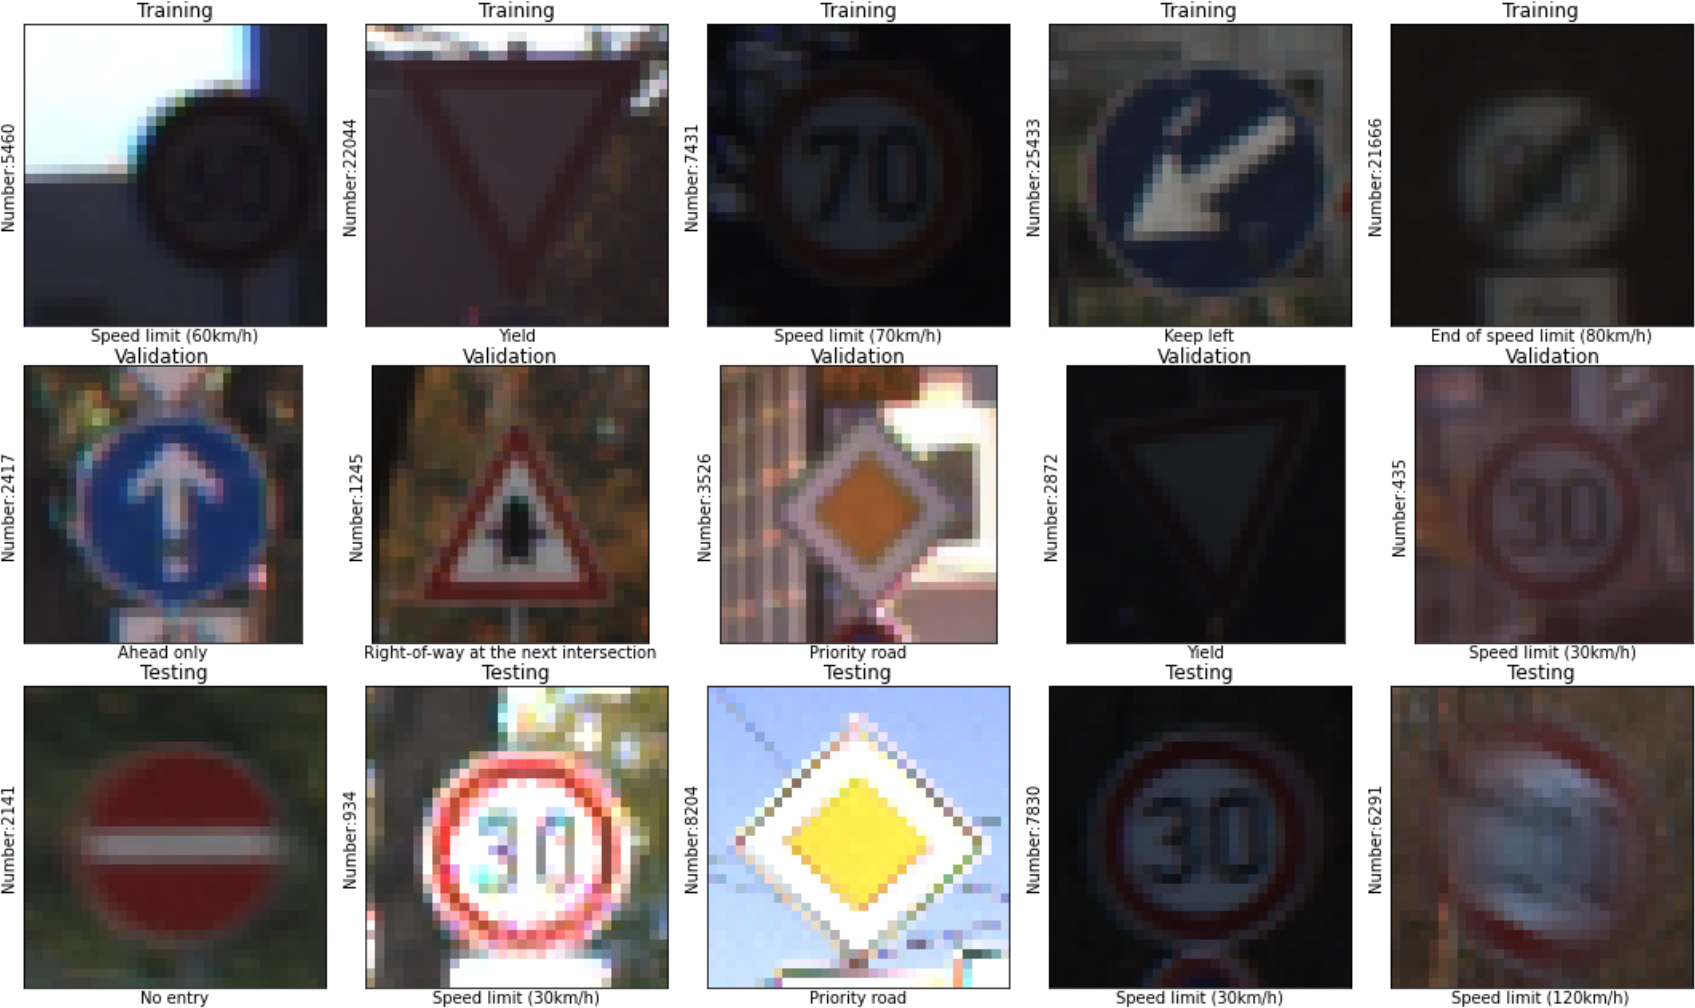 Training Training Training Training Training
Number:5460 Number:22044 Number:7431 Number:25433 Number:21666
60
70
Speed limit (60km/h) Yield Speed limit (70km/h) Keep left End of speed limit (80km/h)
Validation Validation Validation Validation Validation
Number:2417 Number:1245 Number:3526 Number:2872 Number:435
30
Ahead only Right-of-way at the next intersection Priority road Yield Speed limit (30km/h)
Testing Testing Testing Testing Testing
Number:2141 Number:934 Number:8204 Number:7830 Number:6291
30 30
No entry Speed limit (30km/h) Priority road Speed limit (30km/h) Speed limit (120km/h)